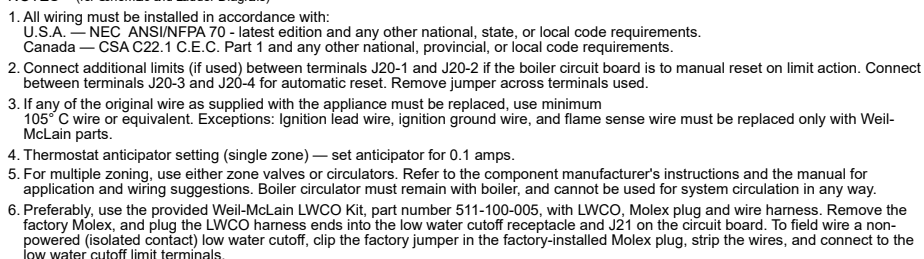 1. All wiring must be installed in accordance with:
U.S.A. — NEC ANSI/NFPA 70 - latest edition and any other national, state, or local code requirements.
Canada — CSA C22.1 C.E.C. Part 1 and any other national, provincial, or local code requirements.
2. Connect additional limits (if used) between terminals J20-1 and J20-2 if the boiler circuit board is to manual reset on limit action. Connect
between terminals J20-3 and J20-4 for automatic reset. Remove jumper across terminals used.
3. If any of the original wire as supplied with the appliance must be replaced, use minimum
105° C wire or equivalent. Exceptions: Ignition lead wire, ignition ground wire, and flame sense wire must be replaced only with Weil-
McLain parts.
4. Thermostat anticipator setting (single zone) — set anticipator for 0.1 amps.
5. For multiple zoning, use either zone valves or circulators. Refer to the component manufacturer's instructions and the manual for
application and wiring suggestions. Boiler circulator must remain with boiler, and cannot be used for system circulation in any way.
6. Preferably, use the provided Weil-McLain LWCO Kit, part number 511-100-005, with LWCO, Molex plug and wire harness. Remove the
factory Molex, and plug the LWCO harness ends into the low water cutoff receptacle and J21 on the circuit board. To field wire a non-
powered (isolated contact) low water cutoff, clip the factory jumper in the factory-installed Molex plug, strip the wires, and connect to the
low water cutoff limit terminals.